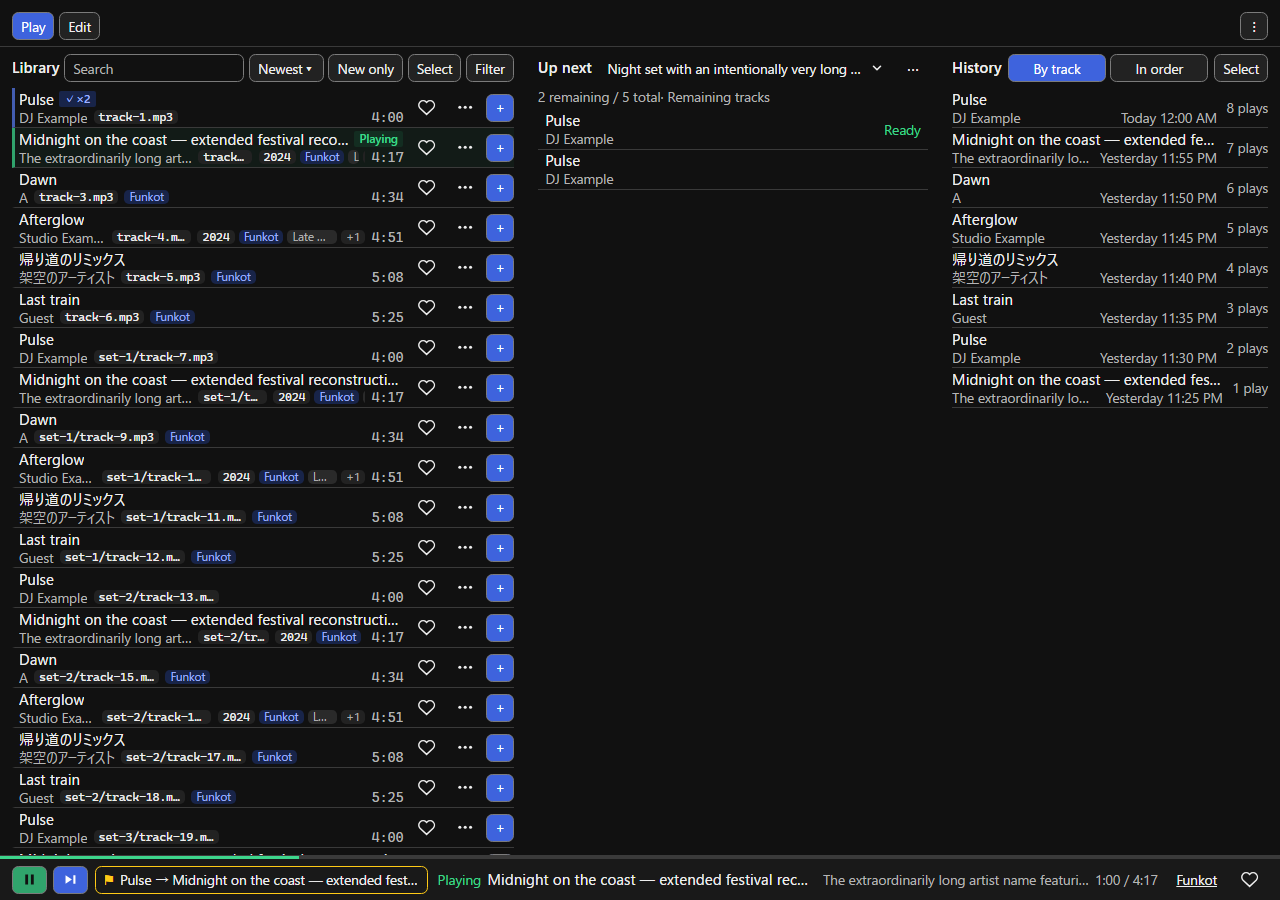 Play Edit
Library Search Newest▾ New only Select Filter
Pulse ✓ ×2
DJ Example track-1.mp3 4:00 +
Midnight on the coast — extended festival reco... Playing
The extraordinarily long art... track... 2024 Funkot L 4:17 +
Dawn
A track-3.mp3 Funkot 4:34 +
Afterglow
Studio Exam... track-4.m... 2024 Funkot Late ... +1 4:51 +
帰り道のリミックス
架空のアーティスト track-5.mp3 Funkot 5:08 +
Last train
Guest track-6.mp3 Funkot 5:25 +
Pulse
DJ Example set-1/track-7.mp3 4:00 +
Midnight on the coast — extended festival reconstructi...
The extraordinarily long art... set-1/t... 2024 Funkot 4:17 +
Dawn
A set-1/track-9.mp3 Funkot 4:34 +
Afterglow
Studio Exa... set-1/track-1... 2024 Funkot L... +1 4:51 +
帰り道のリミックス
架空のアーティスト set-1/track-11.m... Funkot 5:08 +
Last train
Guest set-1/track-12.m... Funkot 5:25 +
Pulse
DJ Example set-2/track-13.m... 4:00 +
Midnight on the coast — extended festival reconstructi...
The extraordinarily long art... set-2/tr... 2024 Funkot 4:17 +
Dawn
A set-2/track-15.m... Funkot 4:34 +
Afterglow
Studio Exa... set-2/track-1... 2024 Funkot L... +1 4:51 +
帰り道のリミックス
架空のアーティスト set-2/track-17.m... Funkot 5:08 +
Last train
Guest set-2/track-18.m... Funkot 5:25 +
Pulse
DJ Example set-3/track-19.m... 4:00 +
Up next Night set with an intentionally very long ... ...
2 remaining / 5 total· Remaining tracks
Pulse
DJ Example Ready
Pulse
DJ Example
History By track In order Select
Pulse
DJ Example Today 12:00 AM 8 plays
Midnight on the coast — extended fe...
The extraordinarily lo... Yesterday 11:55 PM 7 plays
Dawn
A Yesterday 11:50 PM 6 plays
Afterglow
Studio Example Yesterday 11:45 PM 5 plays
帰り道のリミックス
架空のアーティスト Yesterday 11:40 PM 4 plays
Last train
Guest Yesterday 11:35 PM 3 plays
Pulse
DJ Example Yesterday 11:30 PM 2 plays
Midnight on the coast — extended fes...
The extraordinarily lo... Yesterday 11:25 PM 1 play
Pulse → Midnight on the coast — extended fest... Playing Midnight on the coast — extended festival rec... The extraordinarily long artist name featuri... 1:00 / 4:17 Funkot